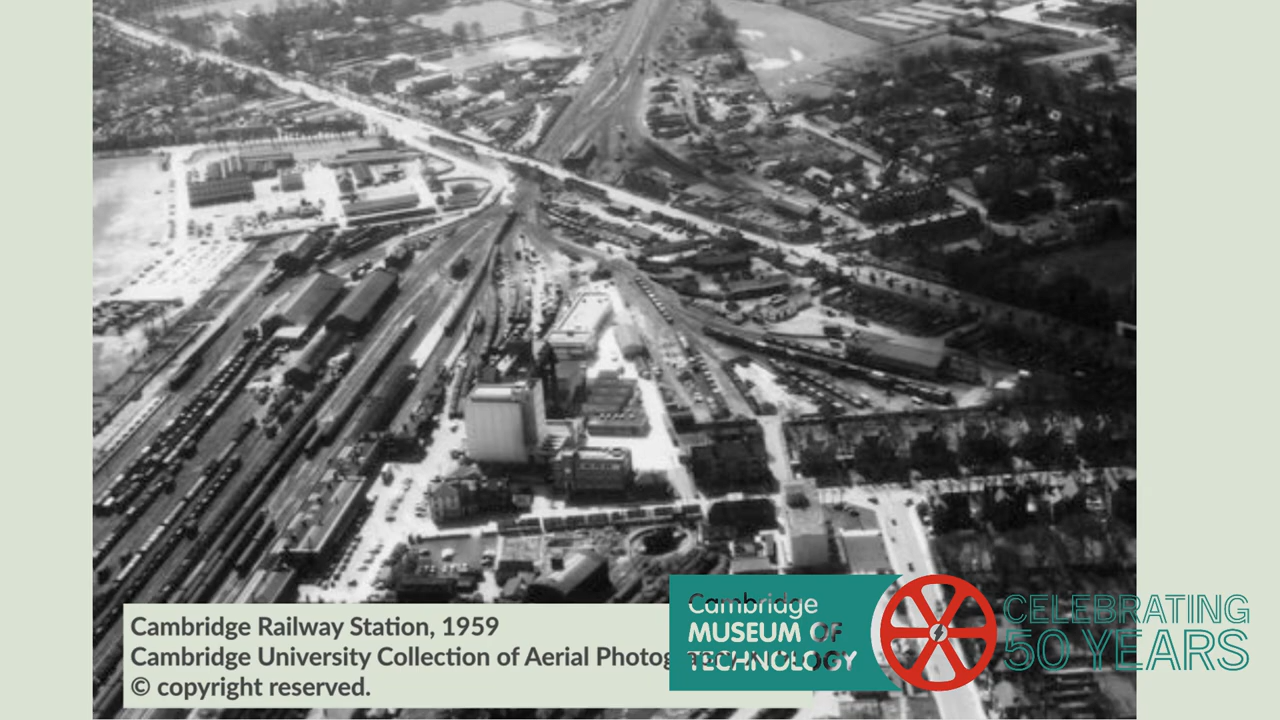 Cambridge Railway Station, 1959
Cambridge University Collection of Aerial Photog
© copyright reserved.
Cambridge
MUSEUM OF
TECHNOLOGY
CELEBRATING
50 YEARS